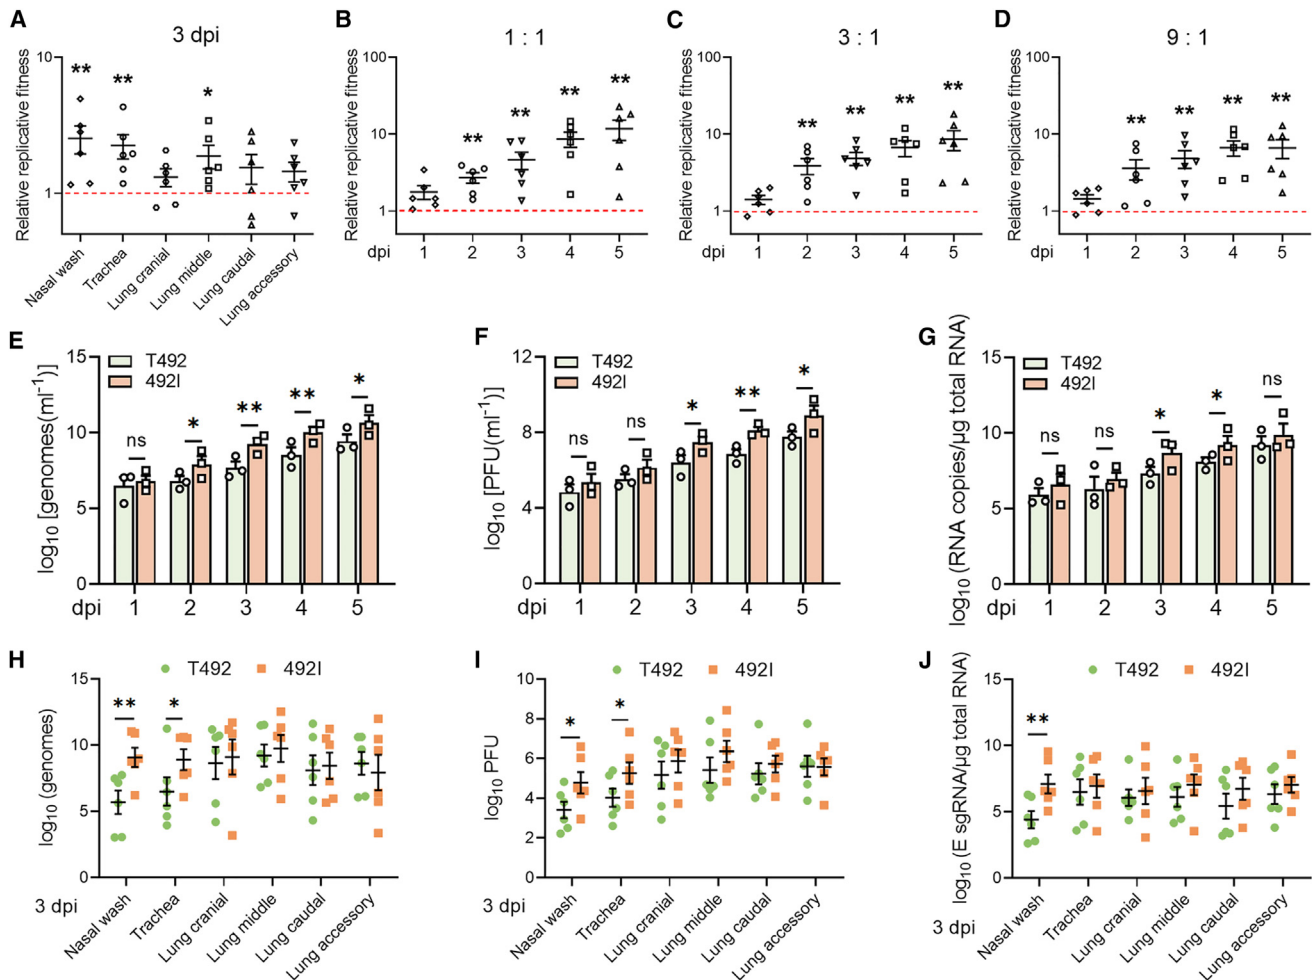 A
3 dpi
Relative replicative fitness
10
1
**
**
*
Nasal wash
Trachea
Lung cranial
Lung middle
Lung caudal
Lung accessory
B
1 : 1
Relative replicative fitness
100
10
1
**
**
**
**
dpi
1 2 3 4 5
C
3 : 1
Relative replicative fitness
100
10
1
**
**
**
**
dpi
1 2 3 4 5
D
9 : 1
Relative replicative fitness
100
10
1
**
**
**
**
dpi
1 2 3 4 5
E
T492
492I
log10 [genomes(ml-1)]
15
10
5
0
ns
*
**
**
*
dpi
1 2 3 4 5
F
T492
492I
log10 [PFU(ml-1)]
12
8
4
0
ns
ns
*
**
*
dpi
1 2 3 4 5
G
T492
492I
log10 (RNA copies/µg total RNA)
15
10
5
0
ns
ns
*
*
ns
dpi
1 2 3 4 5
H
T492 492I
log10 (genomes)
15
10
5
0
**
*
3 dpi
Nasal wash
Trachea
Lung cranial
Lung middle
Lung caudal
Lung accessory
I
T492 492I
log10 PFU
10
8
6
4
2
0
*
*
3 dpi
Nasal wash
Trachea
Lung cranial
Lung middle
Lung caudal
Lung accessory
J
T492 492I
log10 (E sgRNA/µg total RNA)
15
10
5
0
**
3 dpi
Nasal wash
Trachea
Lung cranial
Lung middle
Lung caudal
Lung accessory